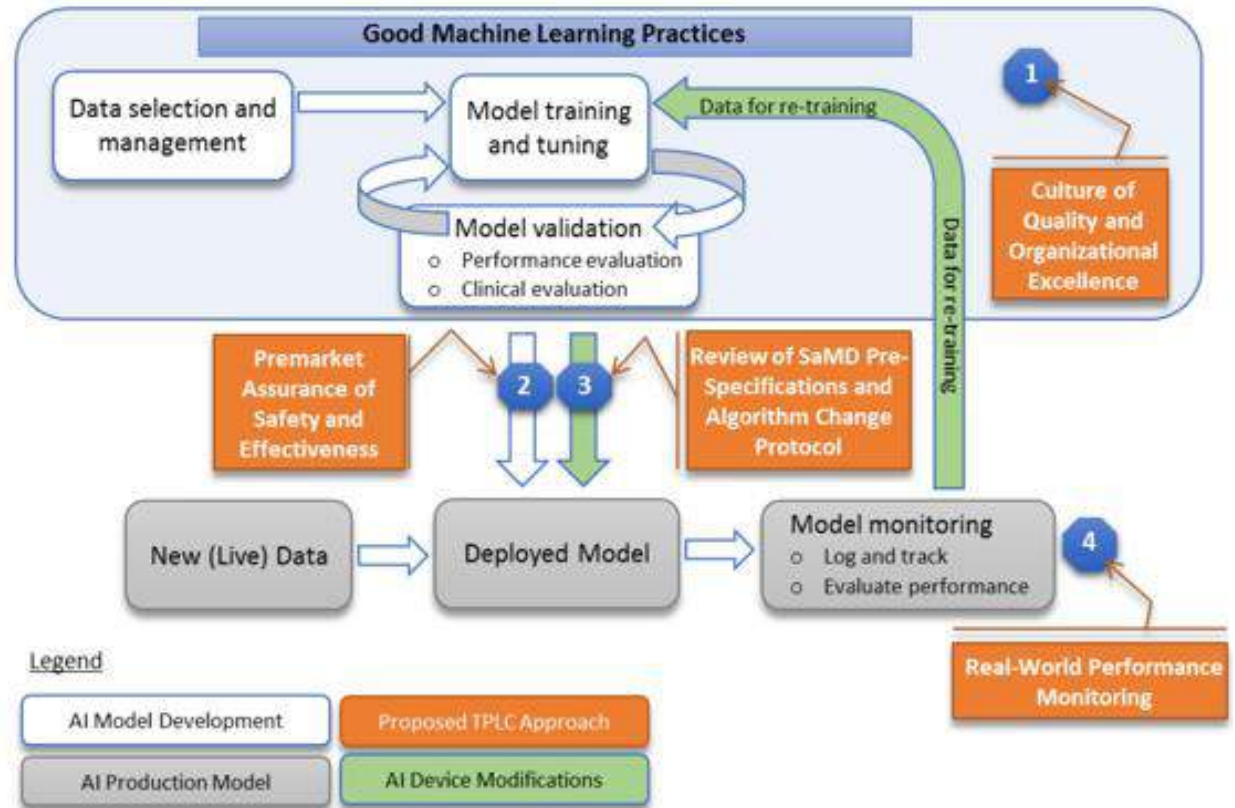 Good Machine Learning Practices
Data selection and
management
Model training
and tuning
Data for re-training
1
Culture of
Quality and
Organizational
Excellence
Model validation
o Performance evaluation
o Clinical evaluation
Data for re-training
Premarket
Assurance of
Safety and
Effectiveness
2
3
Review of SaMD Pre-
Specifications and
Algorithm Change
Protocol
New (Live) Data
Deployed Model
Model monitoring
o Log and track
o Evaluate performance
4
Real-World Performance
Monitoring
Legend
AI Model Development
Proposed TPLC Approach
AI Production Model
AI Device Modifications